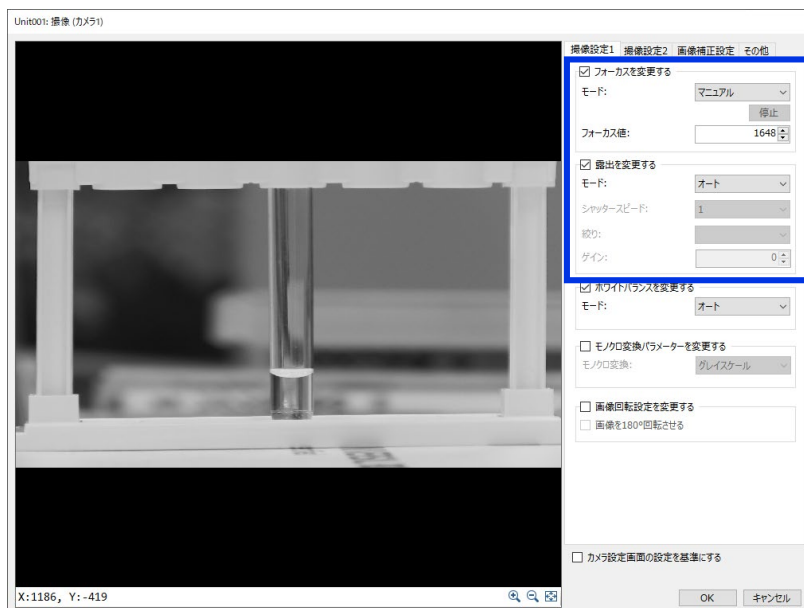 Unit001: 撮像 (カメラ1)
撮像設定1 撮像設定2 画像補正設定 その他
フォーカスを変更する
モード: マニュアル
停止
フォーカス値: 1648
露出を変更する
モード: オート
シャッタースピード: 1
絞り:
ゲイン: 0
ホワイトバランスを変更する
モード: オート
モノクロ変換パラメーターを変更する
モノクロ変換: グレイスケール
画像回転設定を変更する
画像を180°回転させる
カメラ設定画面の設定を基準にする
X:1186, Y:-419
OK キャンセル